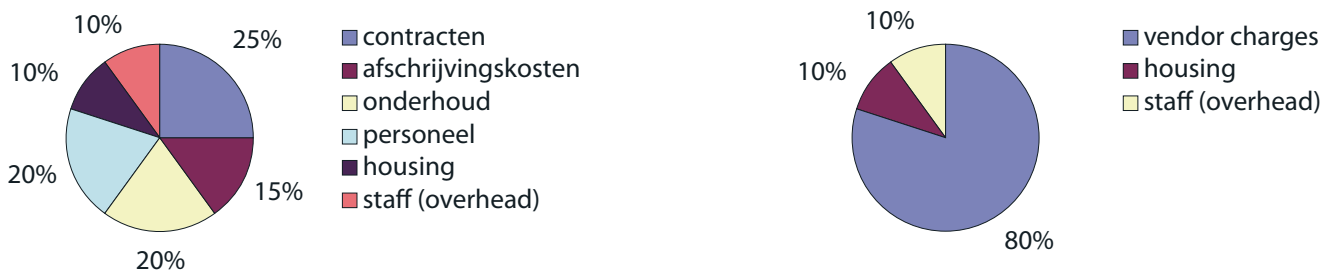 10%
25%
10%
20%
15%
20%
contracten
afschrijvingskosten
onderhoud
personeel
housing
staff (overhead)
10%
10%
80%
vendor charges
housing
staff (overhead)